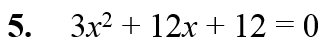 5. 3x² + 12x + 12 = 0